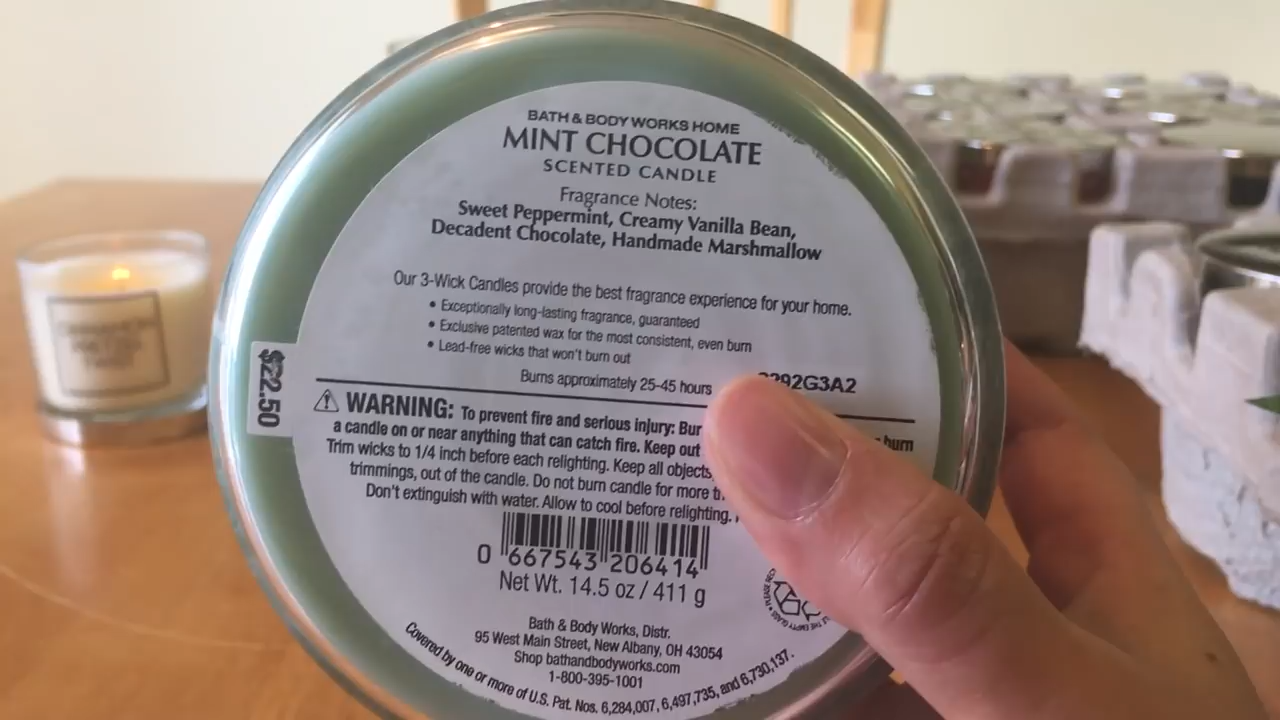 BATH & BODY WORKS HOME
MINT CHOCOLATE
SCENTED CANDLE
Fragrance Notes:
Sweet Peppermint, Creamy Vanilla Bean,
Decadent Chocolate, Handmade Marshmallow
Our 3-Wick Candles provide the best fragrance experience for your home.
• Exceptionally long-lasting fragrance, guaranteed
• Exclusive patented wax for the most consistent, even burn
• Lead-free wicks that won't burn out
Burns approximately 25-45 hours
292G3A2
$22.50
WARNING: To prevent fire and serious injury: burn
a candle on or near anything that can catch fire. Keep out
Trim wicks to 1/4 inch before each relighting. Keep all objects,
trimmings, out of the candle. Do not burn candle for more
Don't extinguish with water. Allow to cool before relighting.
0 667543 206414
Net Wt. 14.5 oz / 411 g
Bath & Body Works, Distr.
95 West Main Street, New Albany, OH 43054
Shop bathandbodyworks.com
1-800-395-1001
Covered by one or more of U.S. Pat. Nos. 6,284,007, 6,497,735, and 6,730,137.